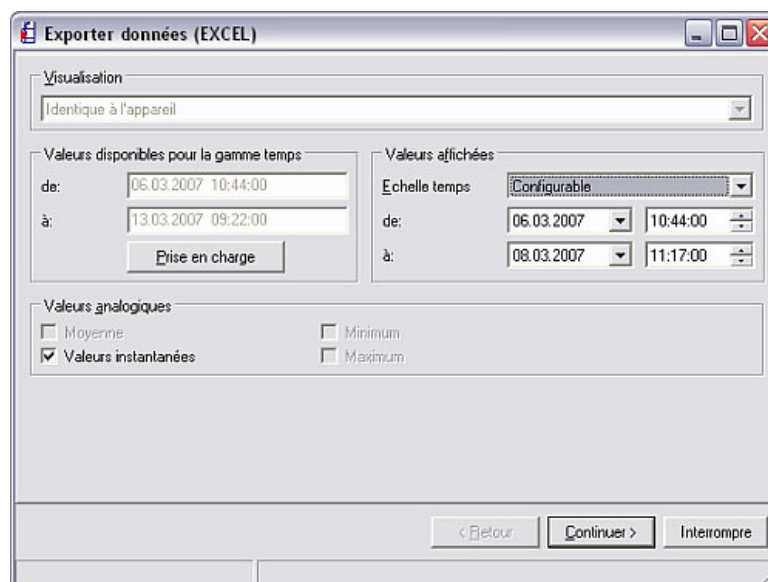 Exporter données (EXCEL)
Visualisation
Identique à l'appareil
Valeurs disponibles pour la gamme temps
de: 06.03.2007 10:44:00
à: 13.03.2007 09:22:00
Prise en charge
Valeurs affichées
Echelle temps Configurable
de: 06.03.2007 10:44:00
à: 08.03.2007 11:17:00
Valeurs analogiques
Moyenne Minimum
Valeurs instantanées Maximum
< Retour Continuer > Interrompre